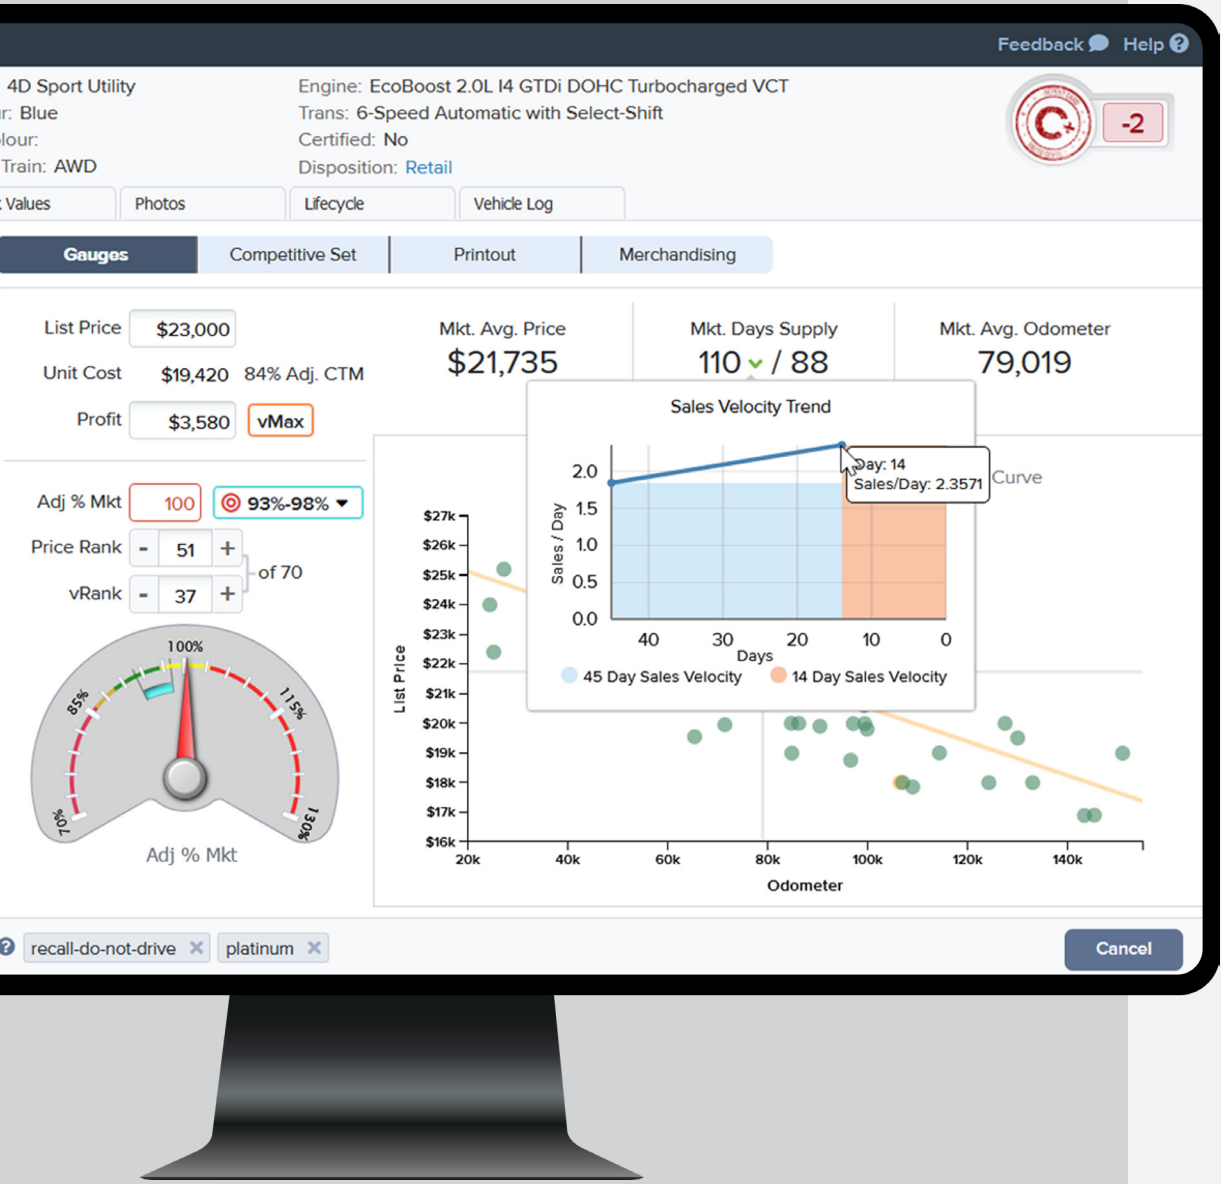 Feedback Help ?
4D Sport Utility
Engine: EcoBoost 2.0L I4 GTDi DOHC Turbocharged VCT
r: Blue
Trans: 6-Speed Automatic with Select-Shift
lour:
Certified: No
Train: AWD
Disposition: Retail
C+
-2
Values
Photos
Lifecycle
Vehicle Log
Gauges
Competitive Set
Printout
Merchandising
List Price $23,000
Unit Cost $19,420 84% Adj. CTM
Profit $3,580 vMax
Mkt. Avg. Price
$21,735
Mkt. Days Supply
110 / 88
Mkt. Avg. Odometer
79,019
Adj % Mkt 100 93%-98%
Price Rank - 51 +
of 70
vRank - 37 +
70%
85%
100%
115%
130%
Adj % Mkt
Sales Velocity Trend
Day: 14
Sales/Day: 2.3571
Curve
Sales / Day
2.0
1.5
1.0
0.5
0.0
40 30 20 10 0
Days
45 Day Sales Velocity 14 Day Sales Velocity
List Price
$27k
$26k
$25k
$24k
$23k
$22k
$21k
$20k
$19k
$18k
$17k
$16k
20k 40k 60k 80k 100k 120k 140k
Odometer
? recall-do-not-drive × platinum ×
Cancel